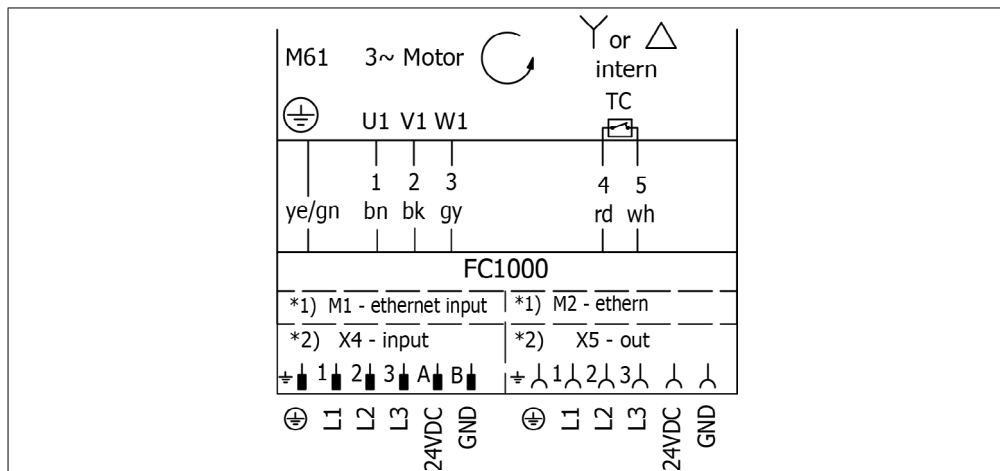 M61 3~ Motor Y or △
intern
TC
U1 V1 W1
1 2 3 4 5
ye/gn bn bk gy rd wh
FC1000
*1) M1 - ethernet input *1) M2 - ethern
*2) X4 - input *2) X5 - out
1 2 3 A B 1 2 3
L1 L2 L3 24VDC GND L1 L2 L3 24VDC GND